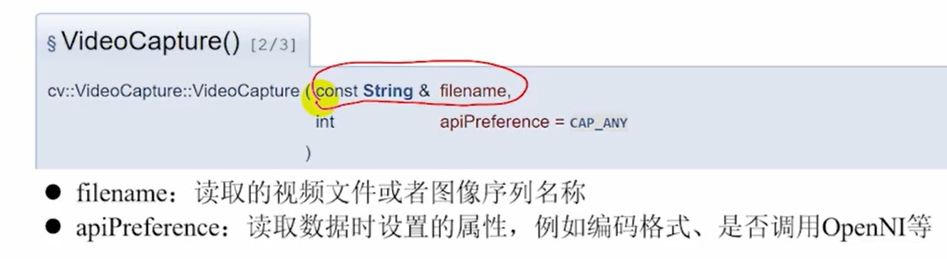 § VideoCapture() [2/3]
cv::VideoCapture::VideoCapture ( const String & filename,
int apiPreference = CAP_ANY
)
● filename：读取的视频文件或者图像序列名称
● apiPreference：读取数据时设置的属性，例如编码格式、是否调用OpenNI等